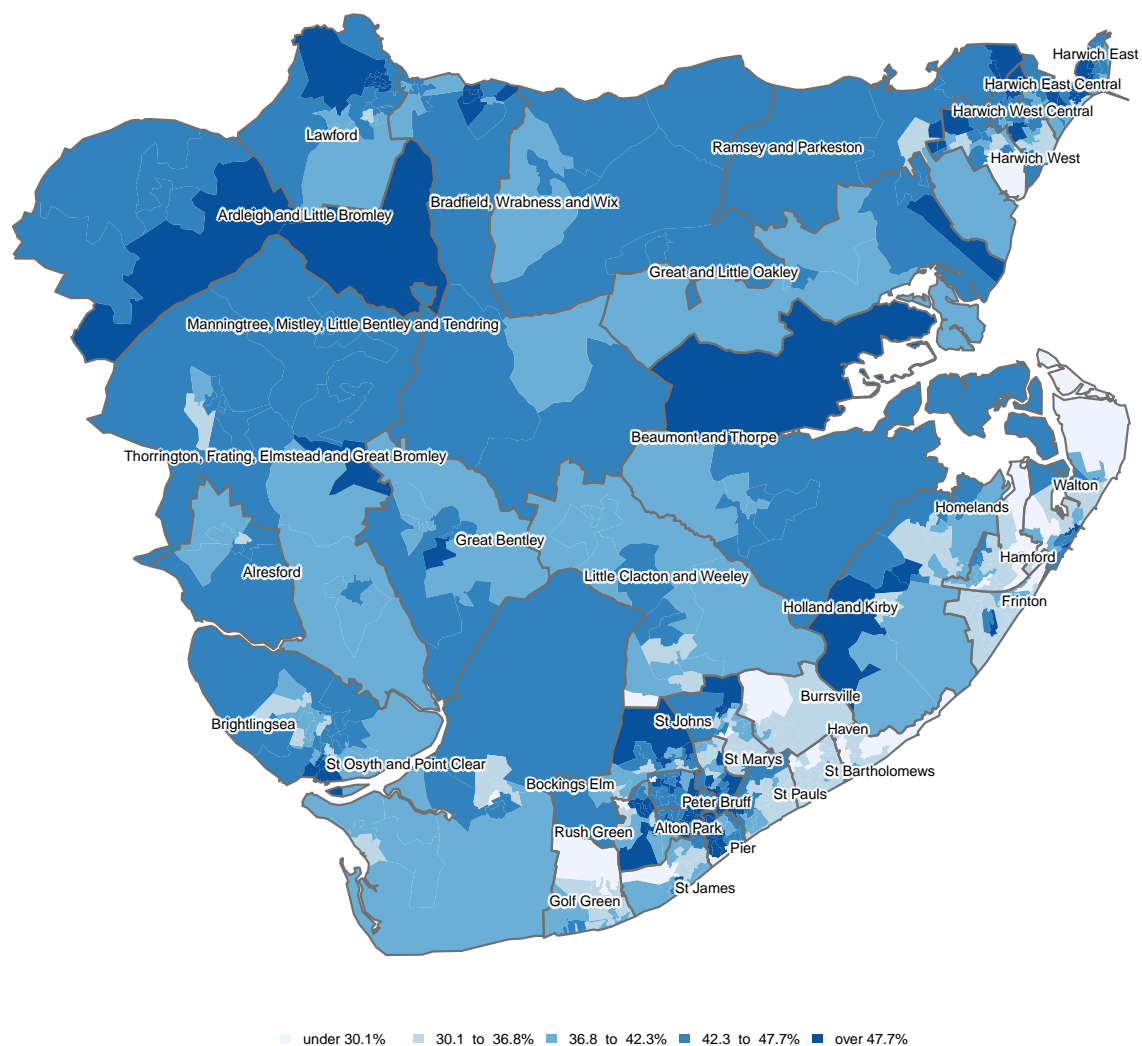 Harwich East
Harwich East Central
Harwich West Central
Lawford
Ramsey and Parkeston
Harwich West
Bradfield, Wrabness and Wix
Ardleigh and Little Bromley
Great and Little Oakley
Manningtree, Mistley, Little Bentley and Tendring
Beaumont and Thorpe
Thorrington, Frating, Elmstead and Great Bromley
Walton
Homelands
Great Bentley
Hamford
Alresford
Little Clacton and Weeley
Frinton
Holland and Kirby
Burrsville
Brightlingsea
St Johns
Haven
St Marys
St Osyth and Point Clear
St Bartholomews
Bockings Elm
St Pauls
Peter Bruff
Rush Green
Alton Park
Pier
St James
Golf Green
under 30.1% 30.1 to 36.8% 36.8 to 42.3% 42.3 to 47.7% over 47.7%